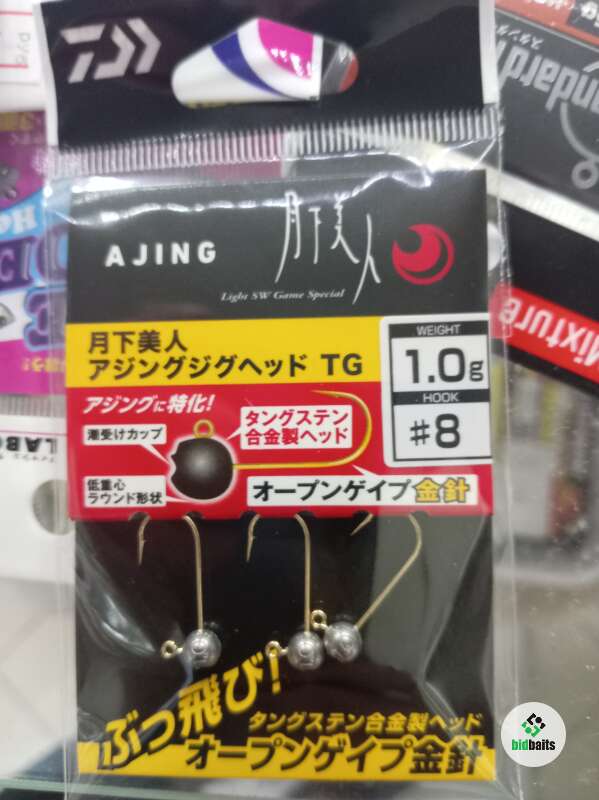 AJING
月下美人
Light SW Game Special
月下美人
アジングジグヘッド TG
WEIGHT
1.0g
HOOK
#8
アジングに特化!
潮受けカップ
タングステン
合金製ヘッド
低重心
ラウンド形状
オープンゲイプ金針
ぶっ飛び!
タングステン合金製ヘッド
オープンゲイプ金針
Mixture
bidbaits